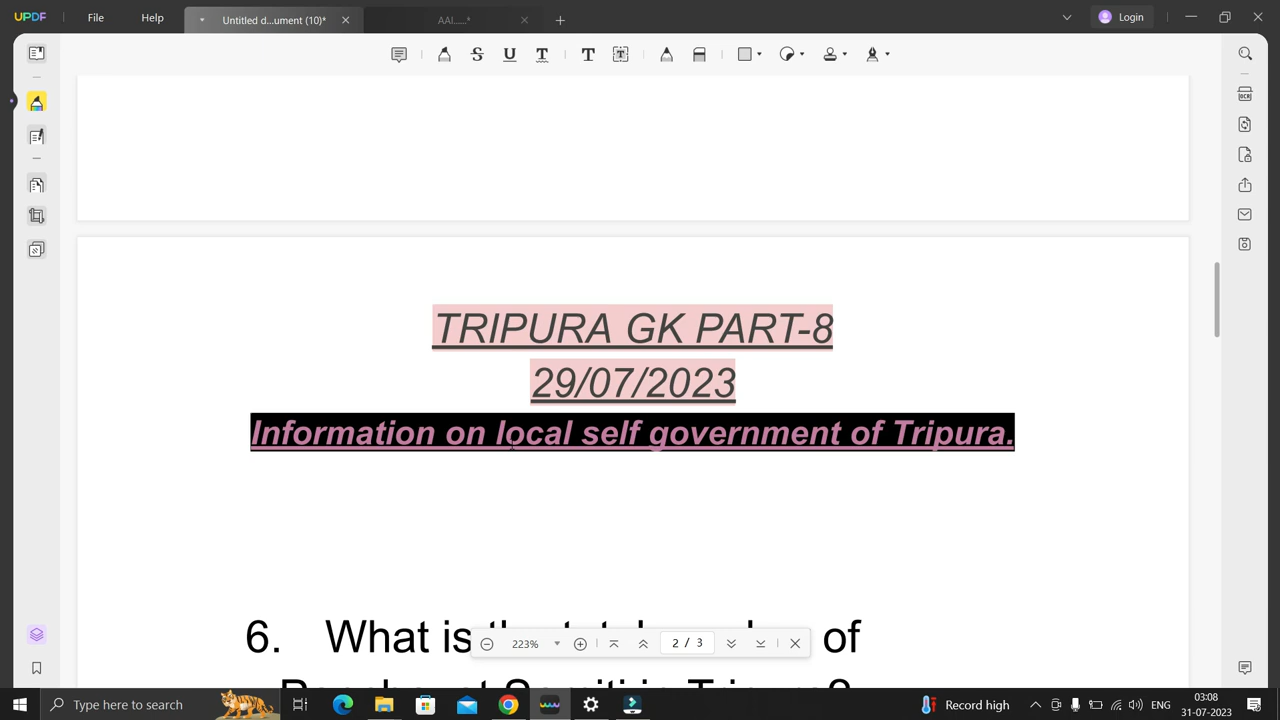 UPDF File Help Untitled d...ument (10)* AAI......* Login
TRIPURA GK PART-8
29/07/2023
Information on local self government of Tripura.
6. What is of
223% 2 / 3
Type here to search Record high ENG 03:08
31-07-2023